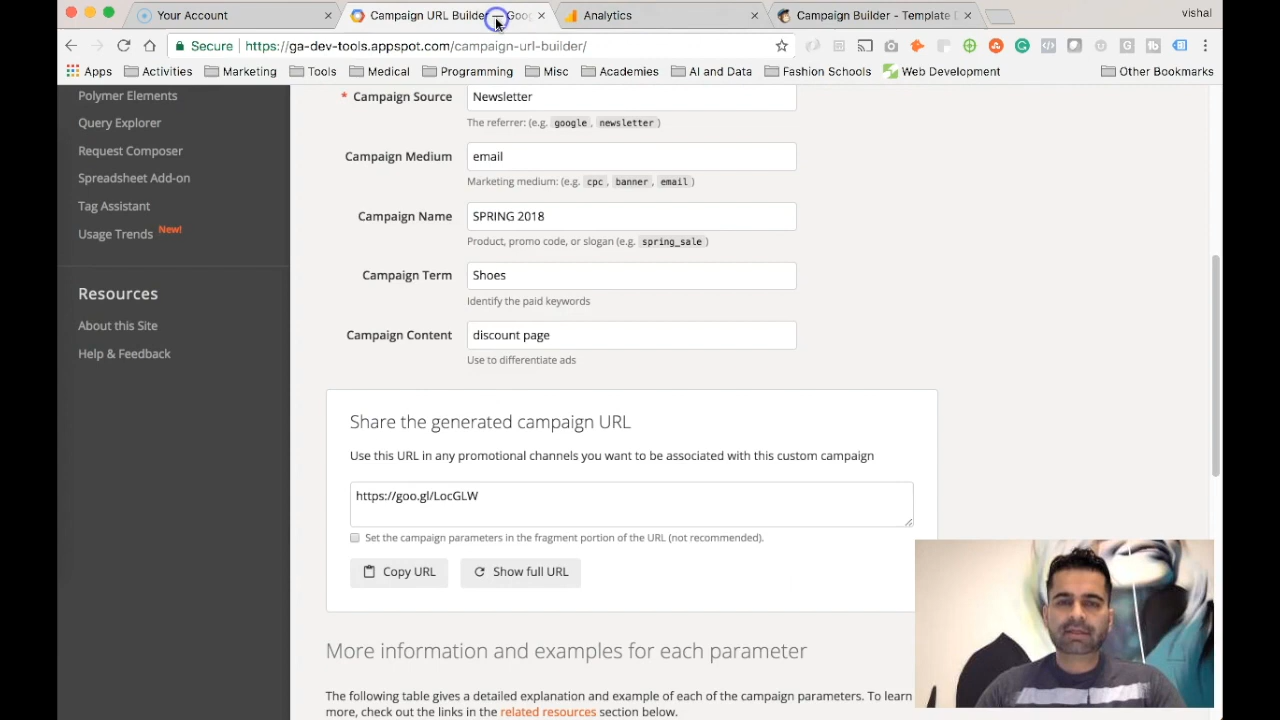 Your Account
Campaign URL Builder — Goo
Analytics
Campaign Builder - Template D
vishal
Secure
https://ga-dev-tools.appspot.com/campaign-url-builder/
Apps
Activities
Marketing
Tools
Medical
Programming
Misc
Academies
AI and Data
Fashion Schools
Web Development
Other Bookmarks
Polymer Elements
Query Explorer
Request Composer
Spreadsheet Add-on
Tag Assistant
Usage Trends New!
Resources
About this Site
Help & Feedback
* Campaign Source
Newsletter
The referrer: (e.g. google, newsletter)
Campaign Medium
email
Marketing medium: (e.g. cpc, banner, email)
Campaign Name
SPRING 2018
Product, promo code, or slogan (e.g. spring_sale)
Campaign Term
Shoes
Identify the paid keywords
Campaign Content
discount page
Use to differentiate ads
Share the generated campaign URL
Use this URL in any promotional channels you want to be associated with this custom campaign
https://goo.gl/LocGLW
Set the campaign parameters in the fragment portion of the URL (not recommended).
Copy URL
Show full URL
More information and examples for each parameter
The following table gives a detailed explanation and example of each of the campaign parameters. To learn
more, check out the links in the related resources section below.